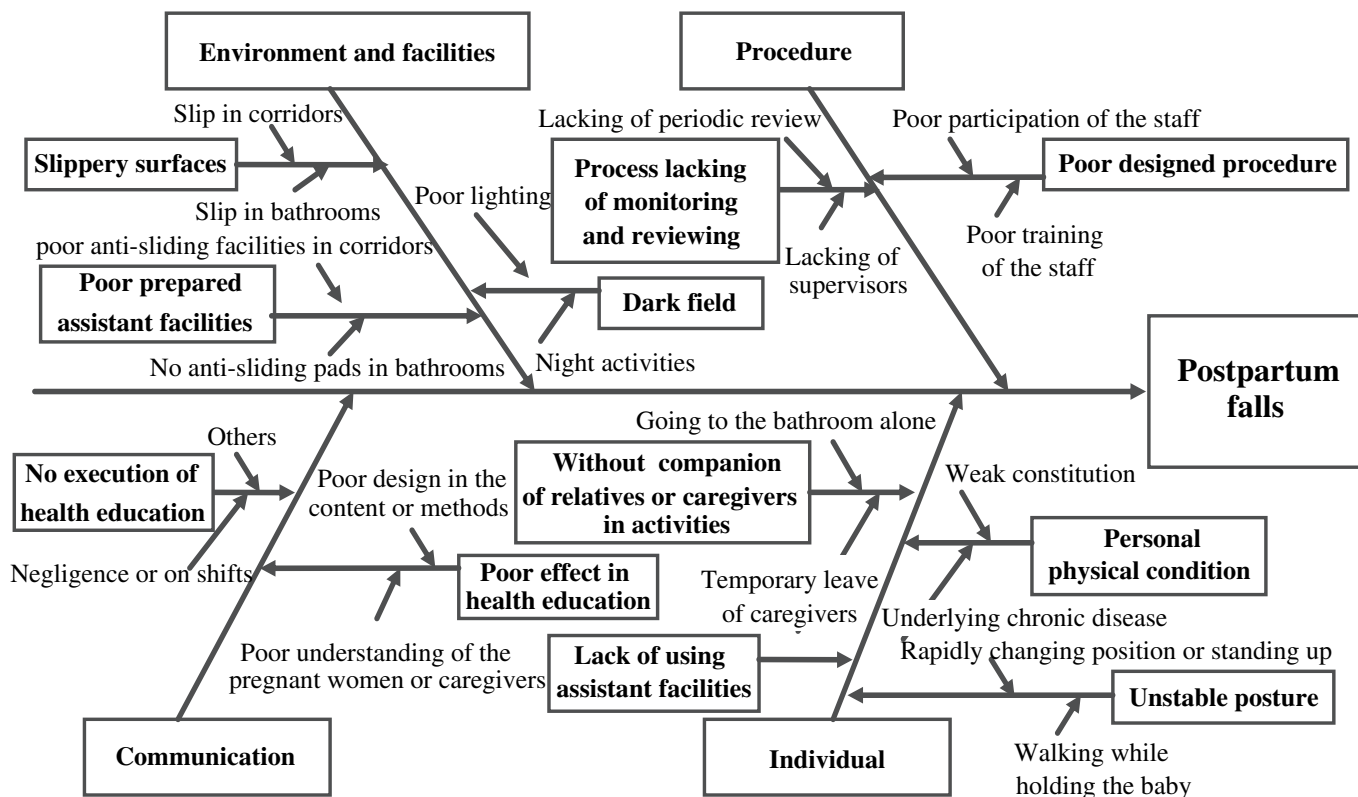 Environment and facilities
Procedure
Slip in corridors
Slippery surfaces
Slip in bathrooms
poor anti-sliding facilities in corridors
Poor prepared
assistant facilities
No anti-sliding pads in bathrooms
Poor lighting
Dark field
Night activities
Lacking of periodic review
Process lacking
of monitoring
and reviewing
Lacking of
supervisors
Poor participation of the staff
Poor designed procedure
Poor training
of the staff
Postpartum
falls
Others
No execution of
health education
Negligence or on shifts
Poor design in the
content or methods
Poor effect in
health education
Poor understanding of the
pregnant women or caregivers
Communication
Going to the bathroom alone
Without companion
of relatives or caregivers
in activities
Temporary leave
of caregivers
Lack of using
assistant facilities
Weak constitution
Personal
physical condition
Underlying chronic disease
Rapidly changing position or standing up
Unstable posture
Walking while
holding the baby
Individual